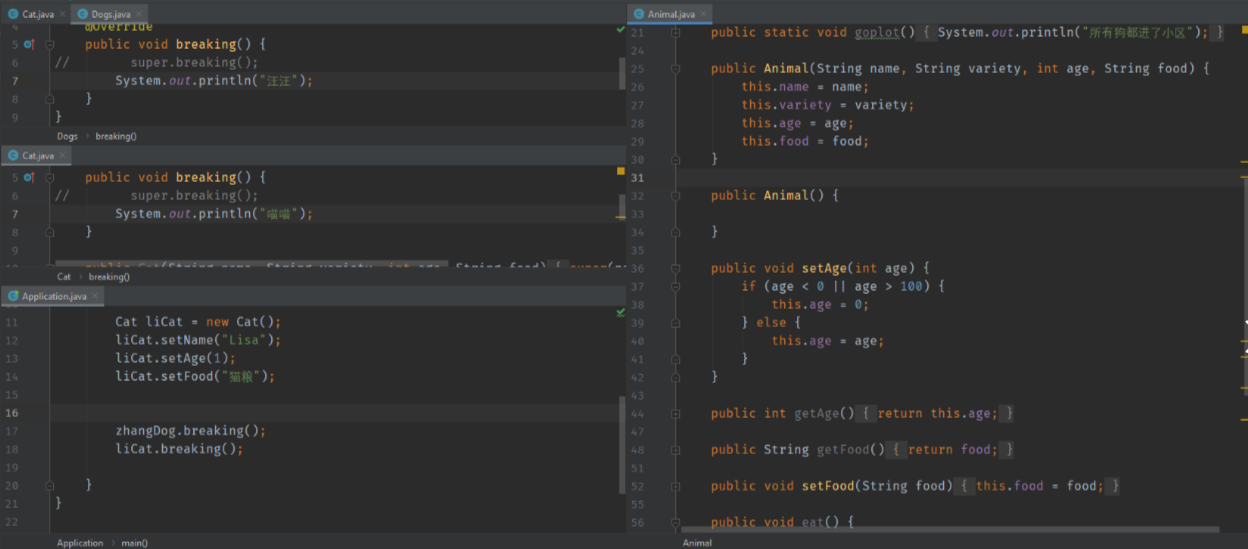 Cat.java
Dogs.java
4 @Override
5 public void breaking() {
6 // super.breaking();
7 System.out.println("汪汪");
8 }
9 }
Dogs › breaking()
Cat.java
5 public void breaking() {
6 // super.breaking();
7 System.out.println("喵喵");
8 }
9
Cat › breaking()
Application.java
11 Cat liCat = new Cat();
12 liCat.setName("Lisa");
13 liCat.setAge(1);
14 liCat.setFood("猫粮");
15
16
17 zhangDog.breaking();
18 liCat.breaking();
19
20 }
21 }
22
Application › main()
Animal.java
21 public static void goplot() { System.out.println("所有狗都进了小区"); }
24
25 public Animal(String name, String variety, int age, String food) {
26 this.name = name;
27 this.variety = variety;
28 this.age = age;
29 this.food = food;
30 }
31
32 public Animal() {
33
34 }
35
36 public void setAge(int age) {
37 if (age < 0 || age > 100) {
38 this.age = 0;
39 } else {
40 this.age = age;
41 }
42 }
43
44 public int getAge() { return this.age; }
47
48 public String getFood() { return food; }
51
52 public void setFood(String food) { this.food = food; }
55
56 public void eat() {
Animal